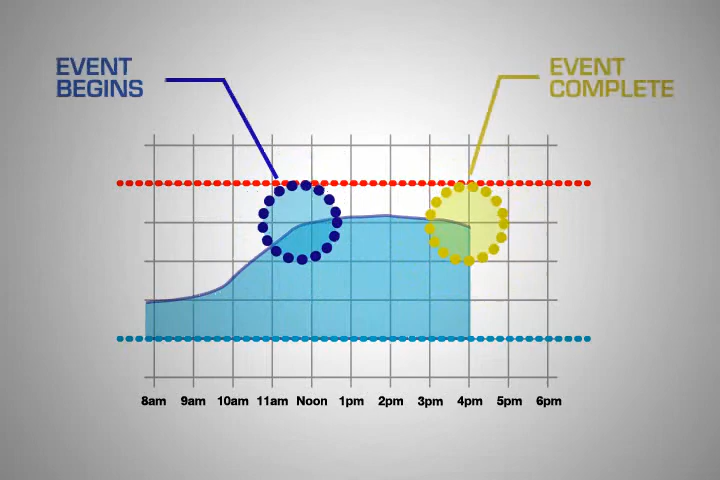 EVENT
BEGINS
EVENT
COMPLETE
8am 9am 10am 11am Noon 1pm 2pm 3pm 4pm 5pm 6pm